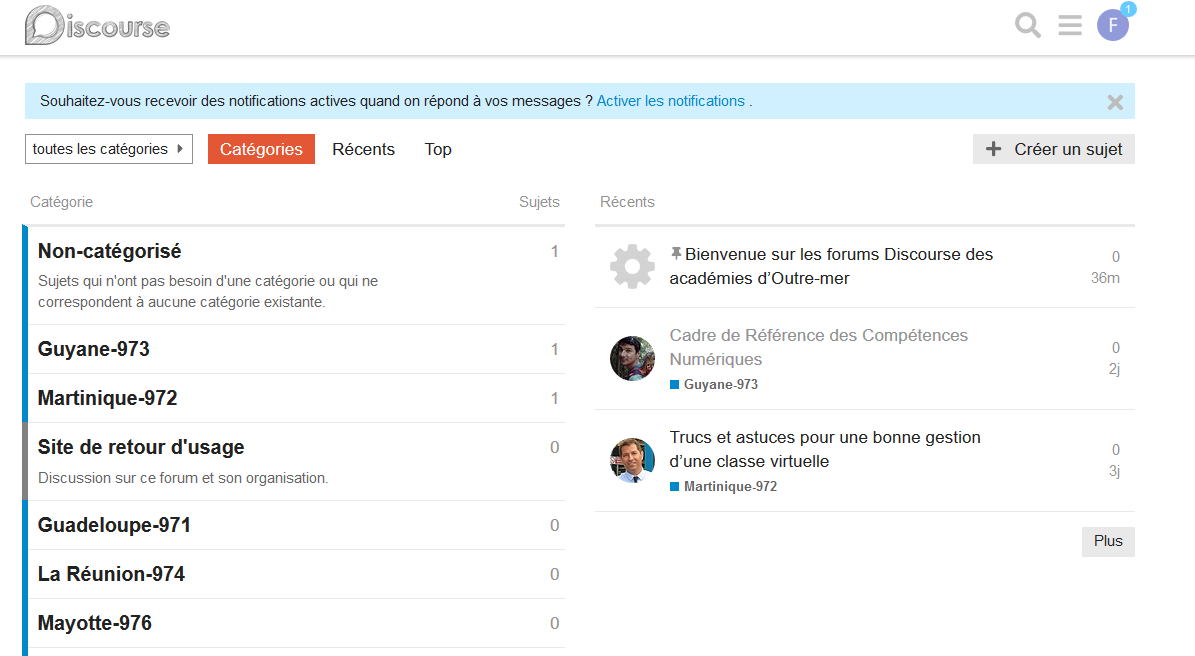 Discourse
F
1
Souhaitez-vous recevoir des notifications actives quand on répond à vos messages ? Activer les notifications .
toutes les catégories
Catégories
Récents
Top
Créer un sujet
Catégorie
Sujets
Non-catégorisé
1
Sujets qui n'ont pas besoin d'une catégorie ou qui ne
correspondent à aucune catégorie existante.
Guyane-973
1
Martinique-972
1
Site de retour d'usage
0
Discussion sur ce forum et son organisation.
Guadeloupe-971
0
La Réunion-974
0
Mayotte-976
0
Récents
Bienvenue sur les forums Discourse des
académies d’Outre-mer
0
36m
Cadre de Référence des Compétences
Numériques
Guyane-973
0
2j
Trucs et astuces pour une bonne gestion
d’une classe virtuelle
Martinique-972
0
3j
Plus